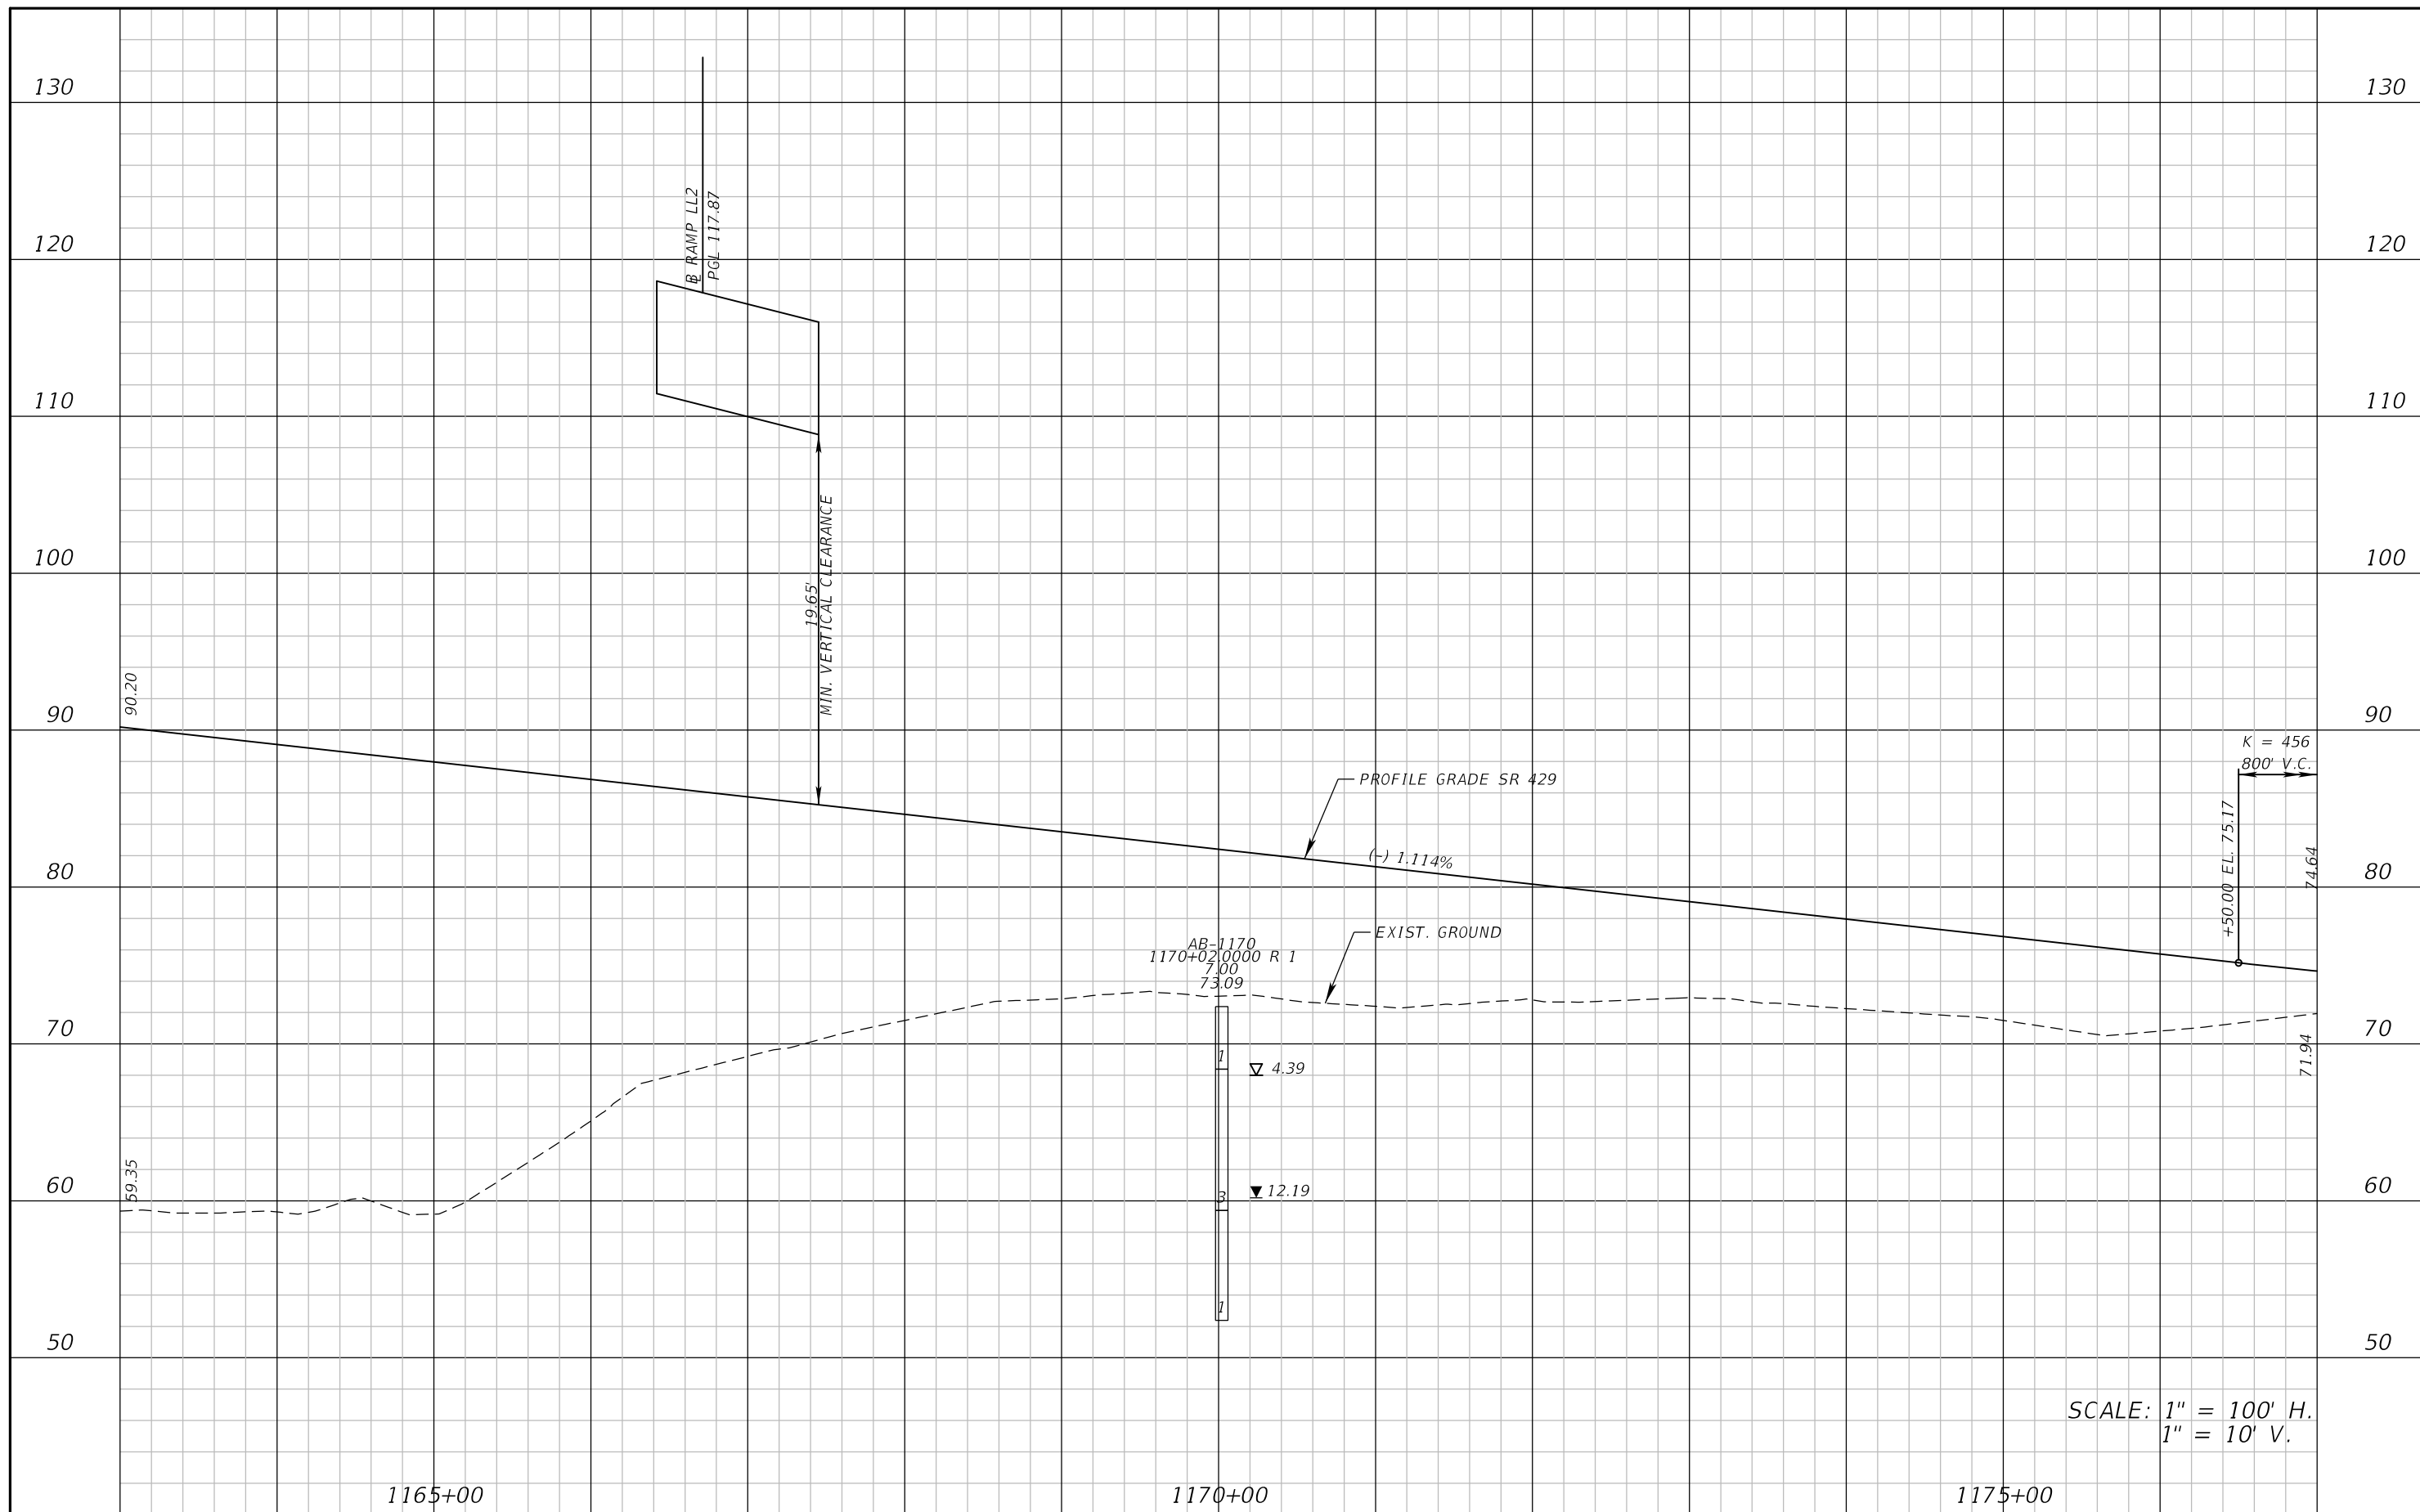 130
130
120
120
110
110
100
100
90
90
80
80
70
70
60
60
50
50
RAMP LL2
PGL 117.87
19.65'
MIN. VERTICAL CLEARANCE
90.20
PROFILE GRADE SR 429
(-) 1.114%
K = 456
800' V.C.
+50.00 EL. 75.17
74.64
EXIST. GROUND
AB-1170
1170+02.0000 R 1
7.00
73.09
1
4.39
3
12.19
1
59.35
71.94
SCALE: 1" = 100' H.
1" = 10' V.
1165+00
1170+00
1175+00